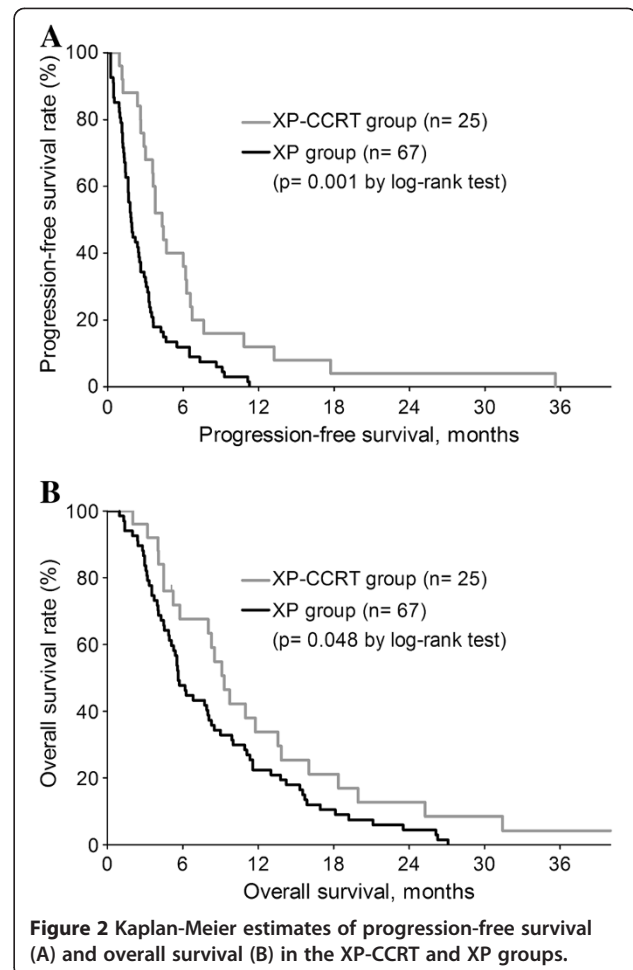 A
100
80
60
40
20
0
Progression-free survival rate (%)
XP-CCRT group (n= 25)
XP group (n= 67)
(p= 0.001 by log-rank test)
0 6 12 18 24 30 36
Progression-free survival, months
B
100
80
60
40
20
0
Overall survival rate (%)
XP-CCRT group (n= 25)
XP group (n= 67)
(p= 0.048 by log-rank test)
0 6 12 18 24 30 36
Overall survival, months
Figure 2 Kaplan-Meier estimates of progression-free survival
(A) and overall survival (B) in the XP-CCRT and XP groups.